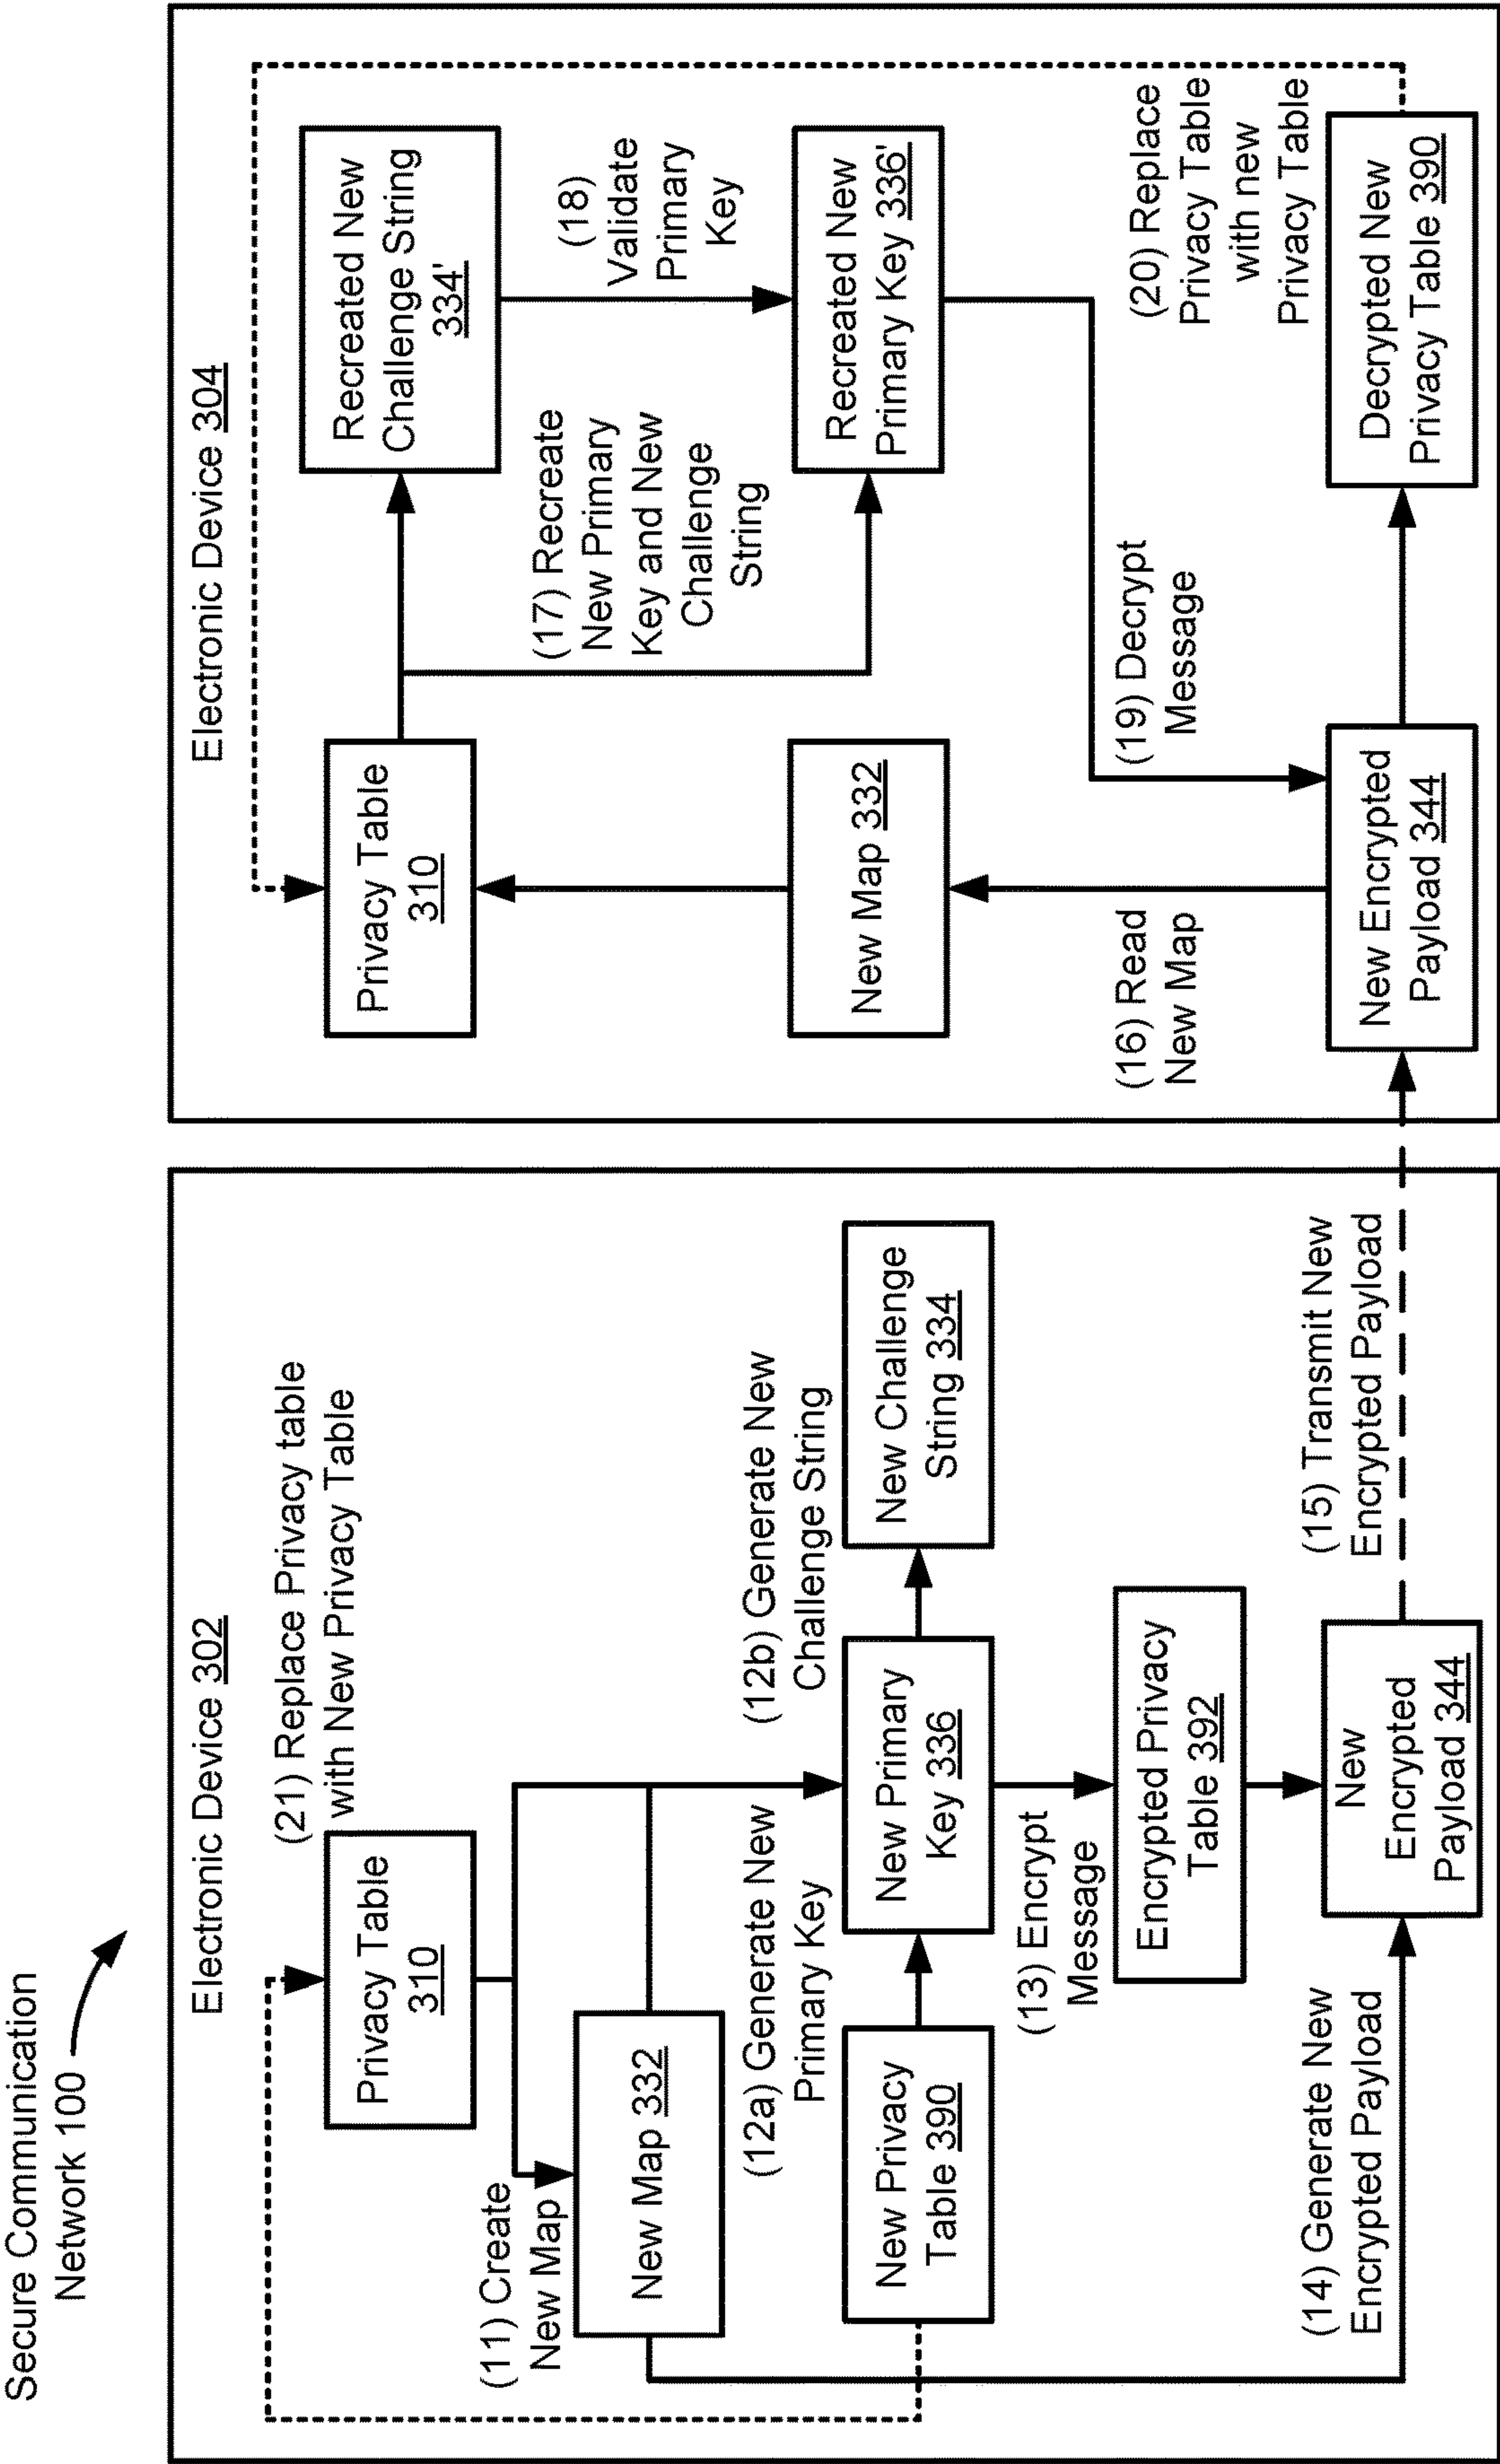 Secure Communication
Network 100
Electronic Device 302
(21) Replace Privacy table
with New Privacy Table
Privacy Table
310
(11) Create
New Map
New Map 332
(12a) Generate New
Primary Key
(12b) Generate New
Challenge String
New Privacy
Table 390
New Primary
Key 336
New Challenge
String 334
(13) Encrypt
Message
Encrypted Privacy
Table 392
(14) Generate New
Encrypted Payload
New
Encrypted
Payload 344
(15) Transmit New
Encrypted Payload
Electronic Device 304
Privacy Table
310
Recreated New
Challenge String
334'
(17) Recreate
New Primary
Key and New
Challenge
String
(18)
Validate
Primary
Key
New Map 332
Recreated New
Primary Key 336'
(16) Read
New Map
(19) Decrypt
Message
(20) Replace
Privacy Table
with new
Privacy Table
New Encrypted
Payload 344
Decrypted New
Privacy Table 390